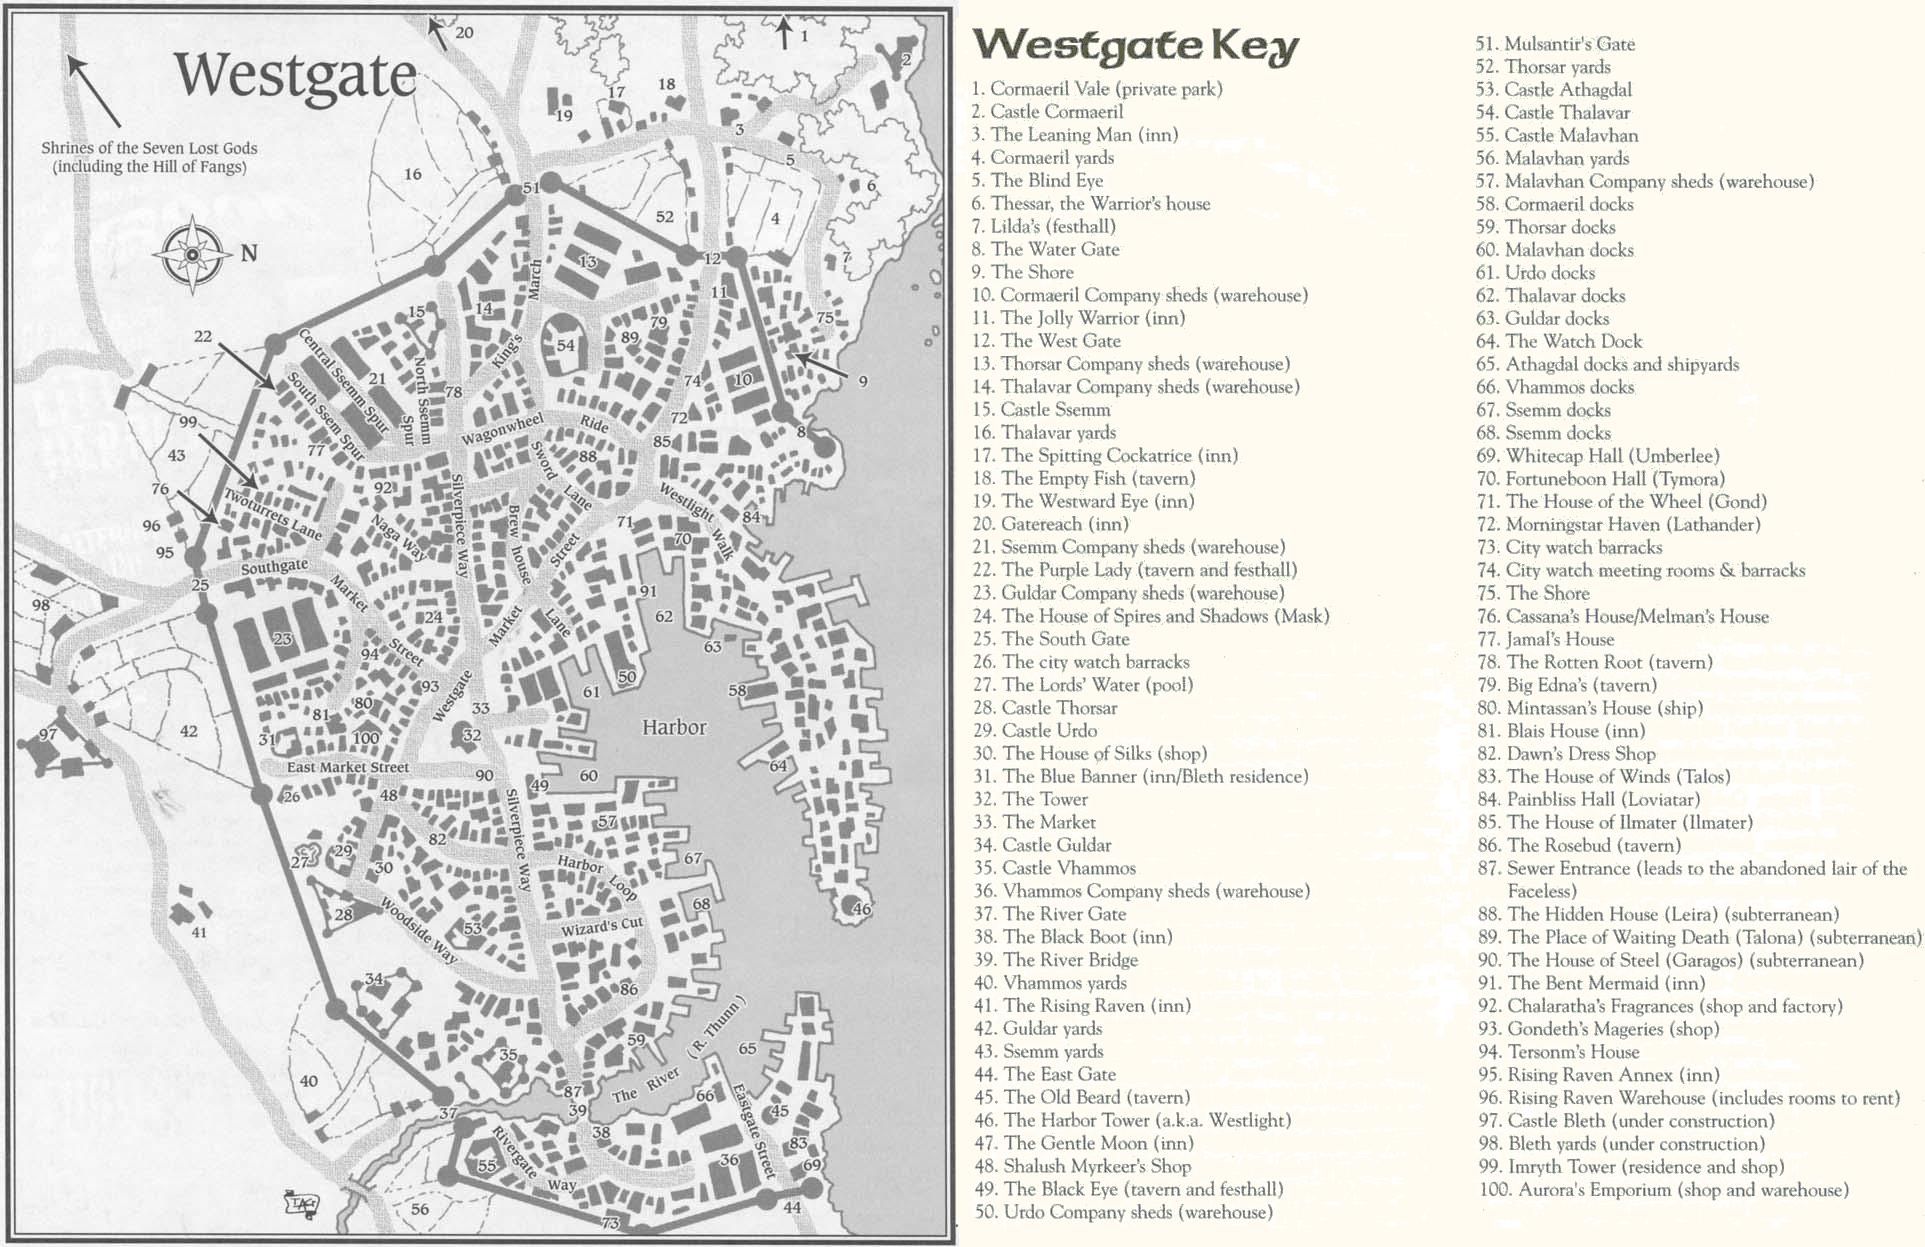 Westgate
Shrines of the Seven Lost Gods
(including the Hill of Fangs)
N
20
1
2
19
17
18
3
5
6
4
7
16
51
52
12
11
13
March
14
15
King's
54
89
79
75
22
Central Ssemm Spur
South Ssem Spur
21
North Ssemm
Spur
78
74
10
9
72
8
99
43
77
Wagonwheel
Ride
85
88
Sword
Lane
76
Twoturrets Lane
92
Silverpiece Way
Naga Way
Brew house
Lane
Street
71
Westlight Walk
84
70
96
95
Southgate
25
Market
Street
24
Market
91
62
98
23
94
93
Westgate
50
61
63
58
97
42
80
81
100
31
33
32
Harbor
64
East Market Street
90
60
49
26
48
Silverpiece Way
57
82
27
29
30
Harbor Loop
67
68
46
28
Woodside Way
53
Wizard's Cut
41
34
86
59
(R. Thunn)
65
40
35
87
The River
66
Eastgate Street
45
37
39
38
83
55
Rivergate
Way
36
69
56
73
44
Westgate Key
1. Cormaeril Vale (private park)
2. Castle Cormaeril
3. The Leaning Man (inn)
4. Cormaeril yards
5. The Blind Eye
6. Thessar, the Warrior's house
7. Lilda's (festhall)
8. The Water Gate
9. The Shore
10. Cormaeril Company sheds (warehouse)
11. The Jolly Warrior (inn)
12. The West Gate
13. Thorsar Company sheds (warehouse)
14. Thalavar Company sheds (warehouse)
15. Castle Ssemm
16. Thalavar yards
17. The Spitting Cockatrice (inn)
18. The Empty Fish (tavern)
19. The Westward Eye (inn)
20. Gatereach (inn)
21. Ssemm Company sheds (warehouse)
22. The Purple Lady (tavern and festhall)
23. Guldar Company sheds (warehouse)
24. The House of Spires and Shadows (Mask)
25. The South Gate
26. The city watch barracks
27. The Lords' Water (pool)
28. Castle Thorsar
29. Castle Urdo
30. The House of Silks (shop)
31. The Blue Banner (inn/Bleth residence)
32. The Tower
33. The Market
34. Castle Guldar
35. Castle Vhammos
36. Vhammos Company sheds (warehouse)
37. The River Gate
38. The Black Boot (inn)
39. The River Bridge
40. Vhammos yards
41. The Rising Raven (inn)
42. Guldar yards
43. Ssemm yards
44. The East Gate
45. The Old Beard (tavern)
46. The Harbor Tower (a.k.a. Westlight)
47. The Gentle Moon (inn)
48. Shalush Myrkeer's Shop
49. The Black Eye (tavern and festhall)
50. Urdo Company sheds (warehouse)
51. Mulsantir's Gate
52. Thorsar yards
53. Castle Athagdal
54. Castle Thalavar
55. Castle Malavhan
56. Malavhan yards
57. Malavhan Company sheds (warehouse)
58. Cormaeril docks
59. Thorsar docks
60. Malavhan docks
61. Urdo docks
62. Thalavar docks
63. Guldar docks
64. The Watch Dock
65. Athagdal docks and shipyards
66. Vhammos docks
67. Ssemm docks
68. Ssemm docks
69. Whitecap Hall (Umberlee)
70. Fortuneboon Hall (Tymora)
71. The House of the Wheel (Gond)
72. Morningstar Haven (Lathander)
73. City watch barracks
74. City watch meeting rooms & barracks
75. The Shore
76. Cassana's House/Melman's House
77. Jamal's House
78. The Rotten Root (tavern)
79. Big Edna's (tavern)
80. Mintassan's House (ship)
81. Blais House (inn)
82. Dawn's Dress Shop
83. The House of Winds (Talos)
84. Painbliss Hall (Loviatar)
85. The House of Ilmater (Ilmater)
86. The Rosebud (tavern)
87. Sewer Entrance (leads to the abandoned lair of the
Faceless)
88. The Hidden House (Leira) (subterranean)
89. The Place of Waiting Death (Talona) (subterranean)
90. The House of Steel (Garagos) (subterranean)
91. The Bent Mermaid (inn)
92. Chalaratha's Fragrances (shop and factory)
93. Gondeth's Mageries (shop)
94. Tersonm's House
95. Rising Raven Annex (inn)
96. Rising Raven Warehouse (includes rooms to rent)
97. Castle Bleth (under construction)
98. Bleth yards (under construction)
99. Imryth Tower (residence and shop)
100. Aurora's Emporium (shop and warehouse)